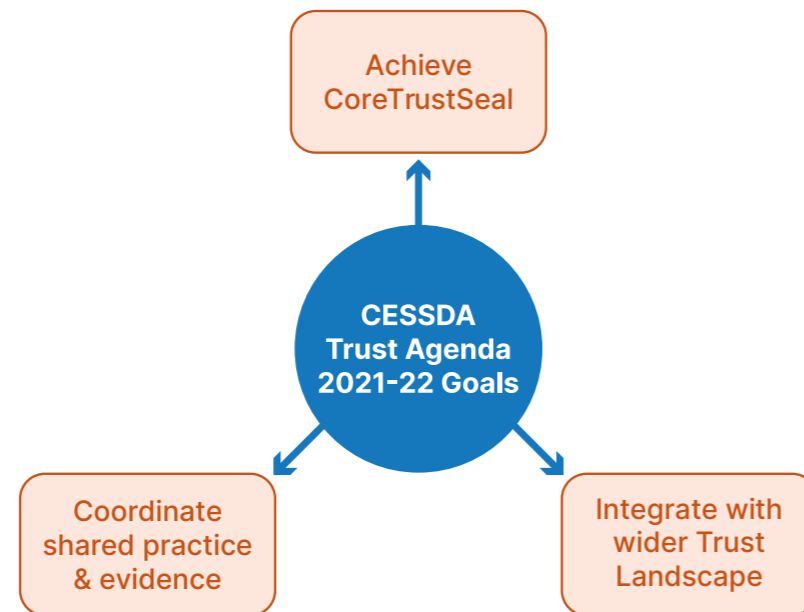 Achieve
CoreTrustSeal
CESSDA
Trust Agenda
2021-22 Goals
Coordinate
shared practice
& evidence
Integrate with
wider Trust
Landscape